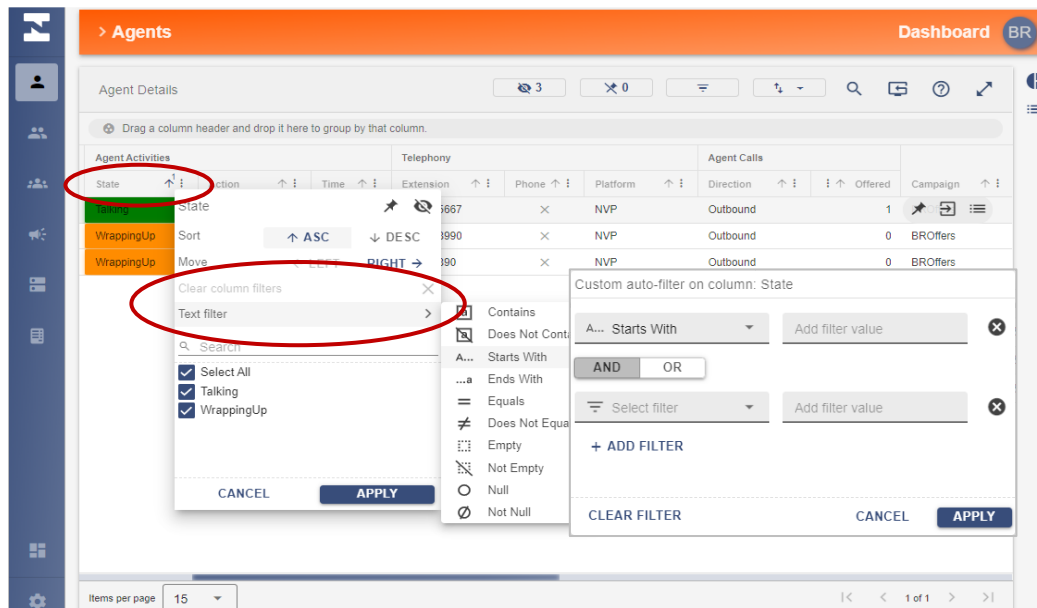 > Agents
Dashboard
BR
Agent Details
3
0
Drag a column header and drop it here to group by that column.
Agent Activities
Telephony
Agent Calls
State
1
ction
Time
Extension
Phone
Platform
Direction
Offered
Campaign
Talking
5667
NVP
Outbound
1
WrappingUp
3990
NVP
Outbound
0
BROffers
WrappingUp
390
NVP
Outbound
0
BROffers
State
Sort
ASC
DESC
Move
LEFT
RIGHT
Clear column filters
Text filter
Search
Select All
Talking
WrappingUp
CANCEL
APPLY
a
Contains
a
Does Not Conta
A...
Starts With
...a
Ends With
=
Equals
≠
Does Not Equa
Empty
Not Empty
Null
Not Null
Custom auto-filter on column: State
A... Starts With
Add filter value
AND
OR
Select filter
Add filter value
+ ADD FILTER
CLEAR FILTER
CANCEL
APPLY
Items per page
15
1 of 1